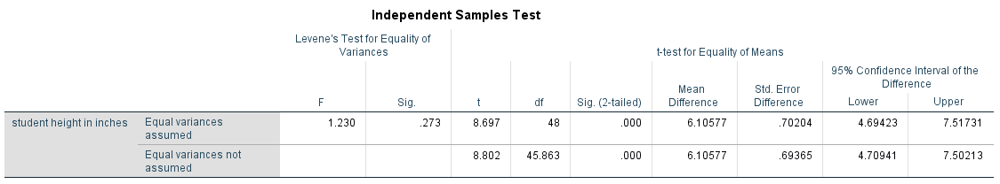 Independent Samples Test
Levene's Test for Equality of
Variances
t-test for Equality of Means
95% Confidence Interval of the
Difference
F
Sig.
t
df
Sig. (2-tailed)
Mean
Difference
Std. Error
Difference
Lower
Upper
student height in inches
Equal variances
assumed
1.230
.273
8.697
48
.000
6.10577
.70204
4.69423
7.51731
Equal variances not
assumed
8.802
45.863
.000
6.10577
.69365
4.70941
7.50213